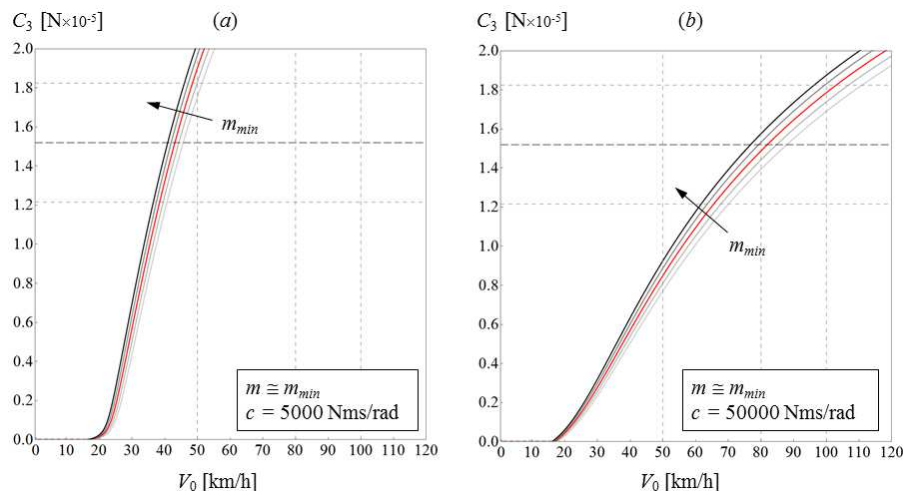 C₃ [N×10⁻⁵] (a)
2.0
1.8
1.6
1.4
1.2
1.0
0.8
0.6
0.4
0.2
0.0
m_min
m ≅ m_min
c = 5000 Nms/rad
0 10 20 30 40 50 60 70 80 90 100 110 120
V₀ [km/h]
C₃ [N×10⁻⁵] (b)
2.0
1.8
1.6
1.4
1.2
1.0
0.8
0.6
0.4
0.2
0.0
m_min
m ≅ m_min
c = 50000 Nms/rad
0 10 20 30 40 50 60 70 80 90 100 110 120
V₀ [km/h]